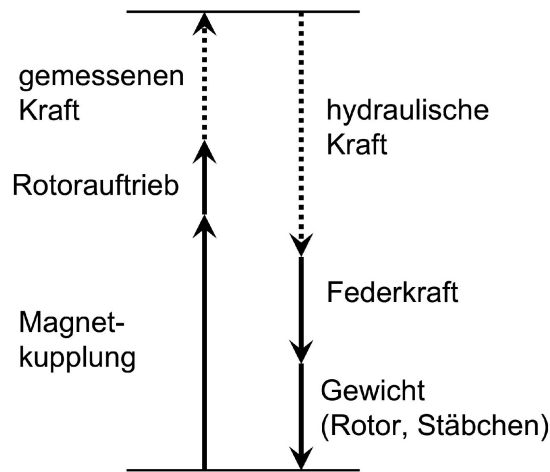 gemessenen
Kraft
Rotorauftrieb
Magnet-
kupplung
hydraulische
Kraft
Federkraft
Gewicht
(Rotor, Stäbchen)